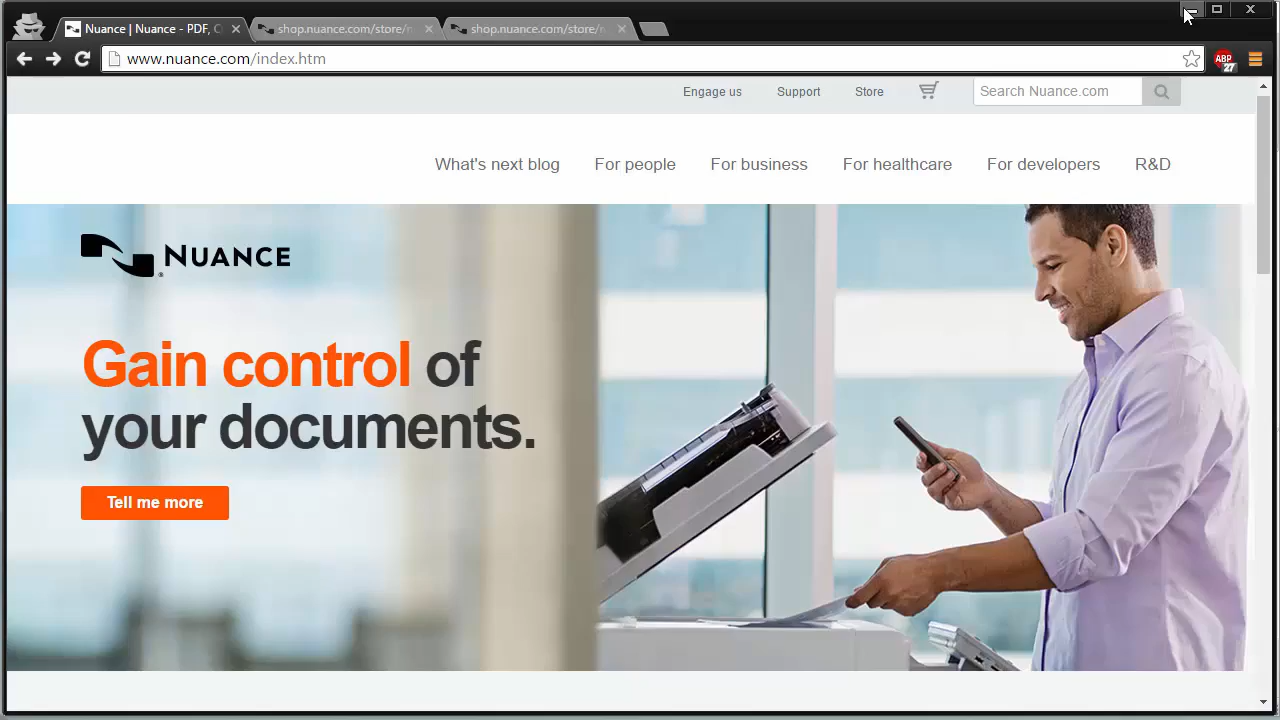 Nuance | Nuance - PDF, C
shop.nuance.com/store/n
shop.nuance.com/store/n
www.nuance.com/index.htm
ABP
27
Engage us
Support
Store
Search Nuance.com
What's next blog
For people
For business
For healthcare
For developers
R&D
NUANCE
®
Gain control of
your documents.
Tell me more